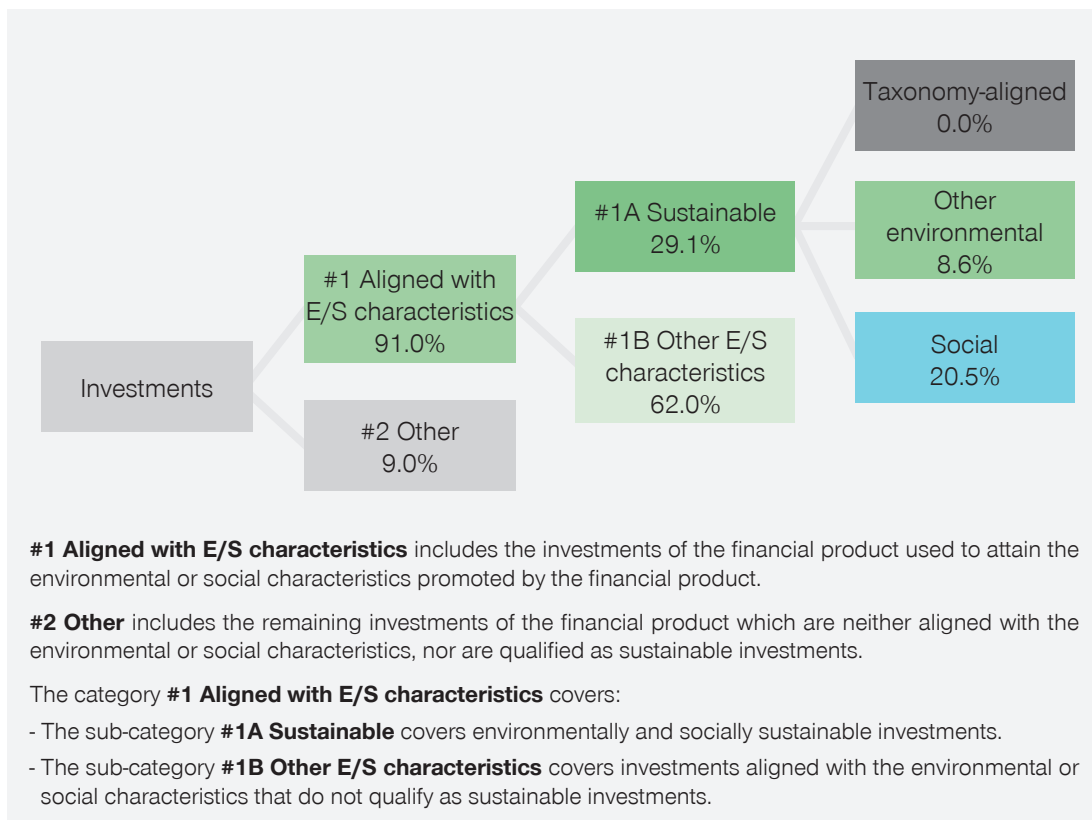 Taxonomy-aligned
0.0%
#1A Sustainable
29.1%
Other
environmental
8.6%
#1 Aligned with
E/S characteristics
91.0%
#1B Other E/S
characteristics
62.0%
Social
20.5%
Investments
#2 Other
9.0%
#1 Aligned with E/S characteristics includes the investments of the financial product used to attain the
environmental or social characteristics promoted by the financial product.
#2 Other includes the remaining investments of the financial product which are neither aligned with the
environmental or social characteristics, nor are qualified as sustainable investments.
The category #1 Aligned with E/S characteristics covers:
- The sub-category #1A Sustainable covers environmentally and socially sustainable investments.
- The sub-category #1B Other E/S characteristics covers investments aligned with the environmental or
social characteristics that do not qualify as sustainable investments.